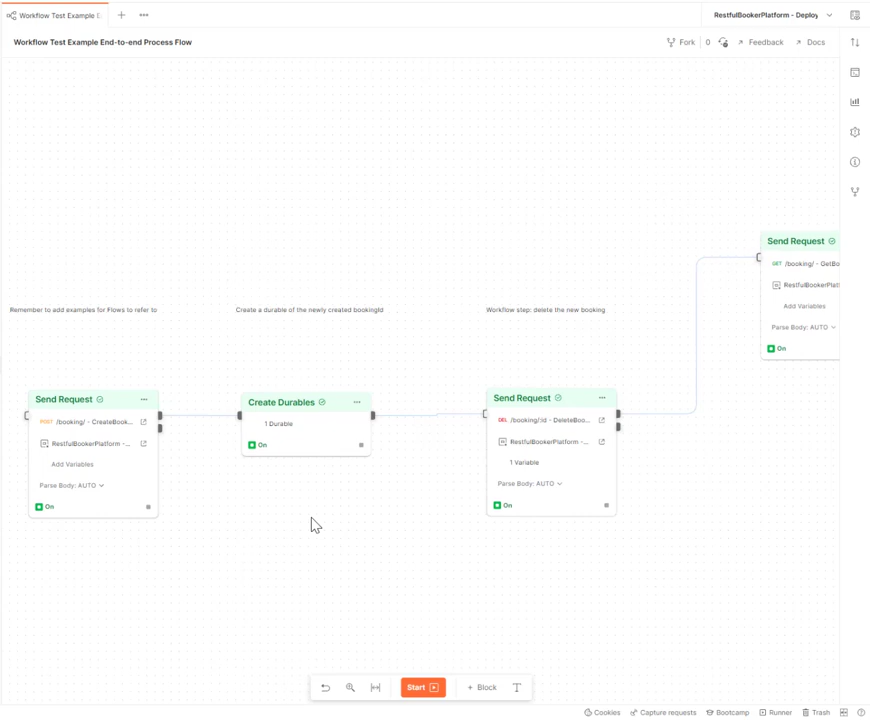 Workflow Test Example E
RestfulBookerPlatform - Deploy
Workflow Test Example End-to-end Process Flow
Fork
0
Feedback
Docs
Send Request
GET /booking/ - GetBo
RestfulBookerPlat
Add Variables
Parse Body: AUTO
On
Remember to add examples for Flows to refer to
Create a durable of the newly created bookingId
Workflow step: delete the new booking
Send Request
POST /booking/ - CreateBook...
RestfulBookerPlatform -...
Add Variables
Parse Body: AUTO
On
Create Durables
1 Durable
On
Send Request
DEL /booking/:id - DeleteBoo...
RestfulBookerPlatform -...
1 Variable
Parse Body: AUTO
On
Start
+ Block
T
Cookies
Capture requests
Bootcamp
Runner
Trash